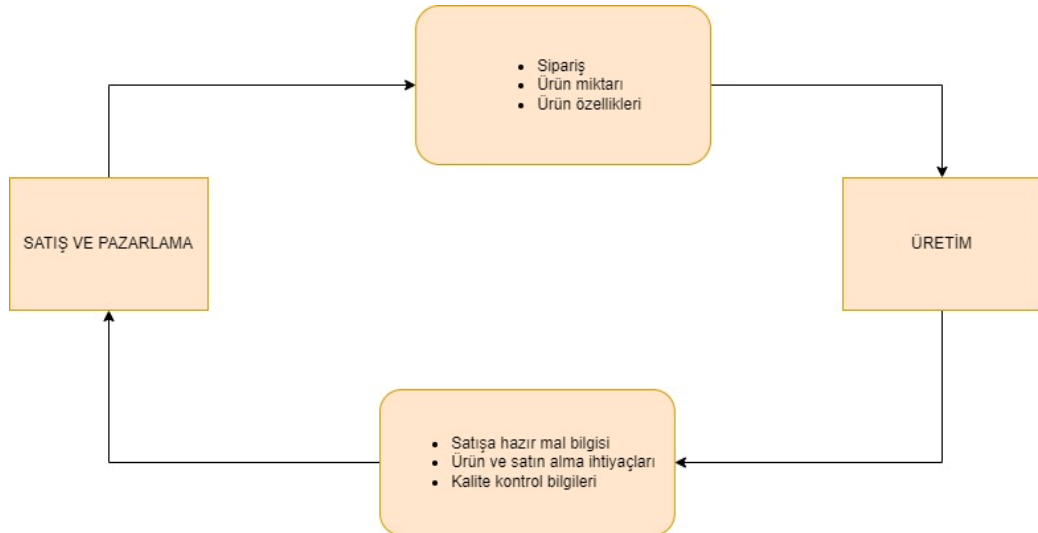 • Sipariş
• Ürün miktarı
• Ürün özellikleri
SATIŞ VE PAZARLAMA
ÜRETİM
• Satışa hazır mal bilgisi
• Ürün ve satın alma ihtiyaçları
• Kalite kontrol bilgileri